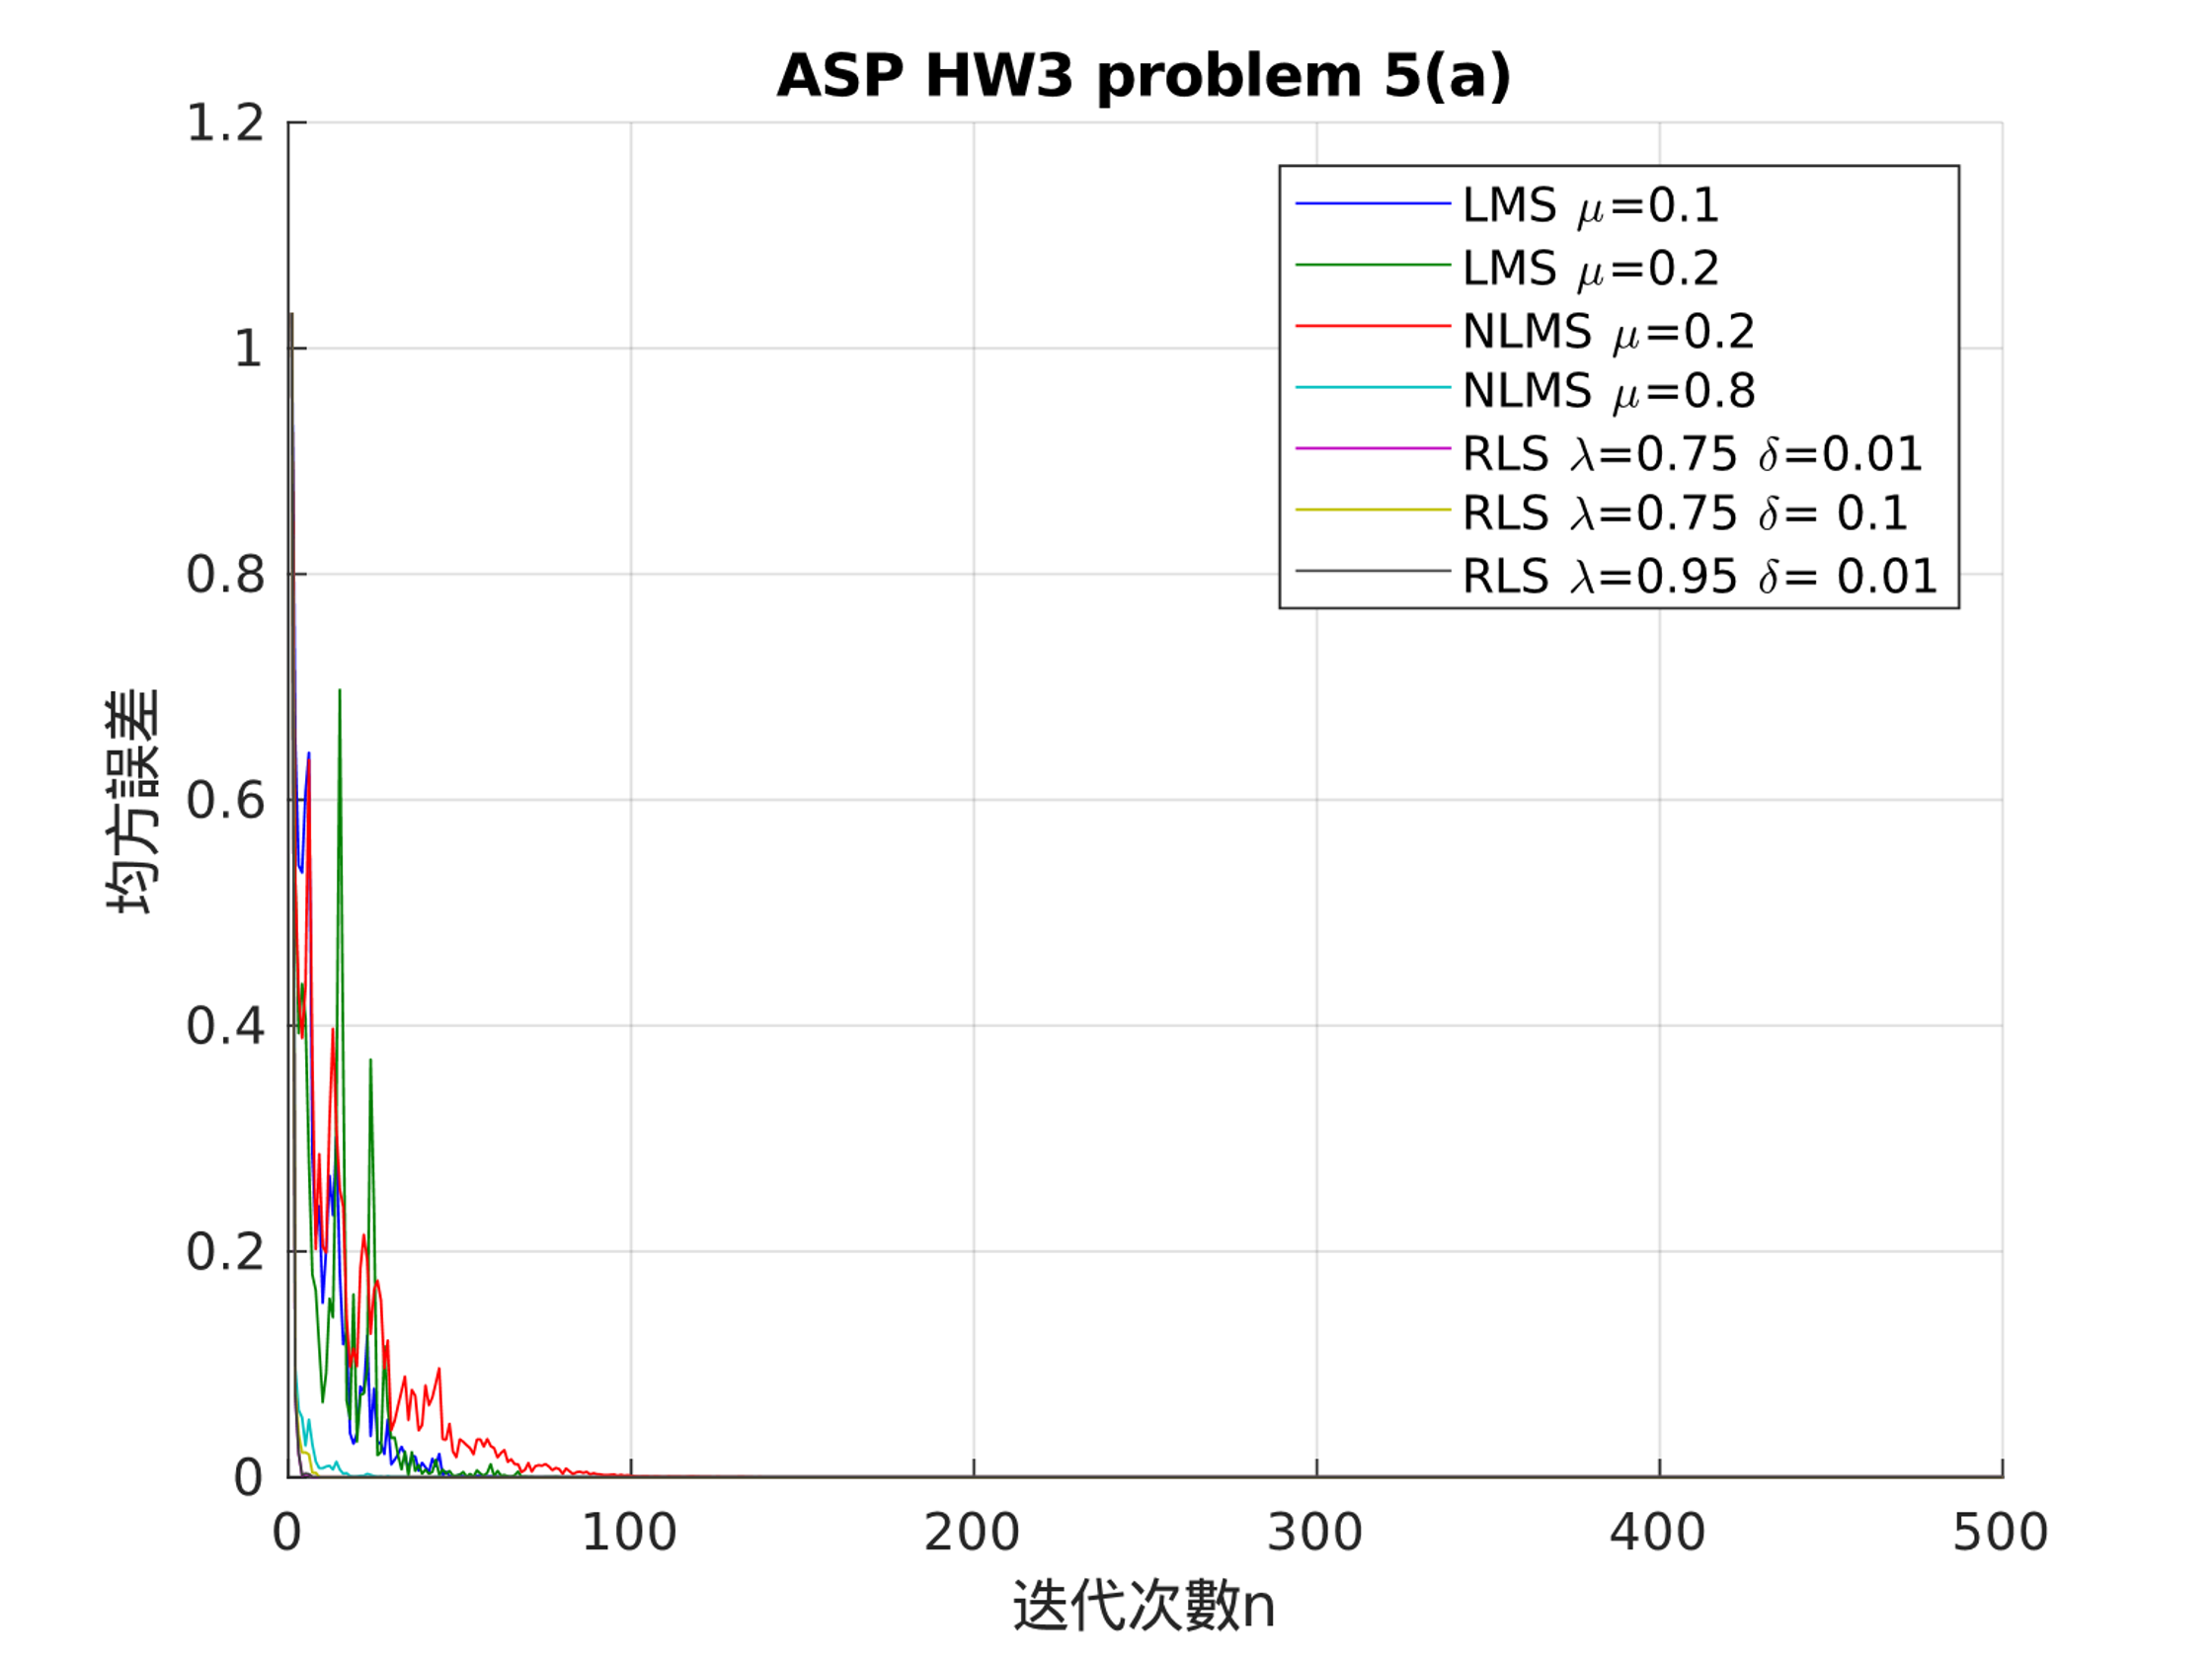 ASP HW3 problem 5(a)
1.2
1
0.8
0.6
0.4
0.2
0
均方誤差
LMS μ=0.1
LMS μ=0.2
NLMS μ=0.2
NLMS μ=0.8
RLS λ=0.75 δ=0.01
RLS λ=0.75 δ= 0.1
RLS λ=0.95 δ= 0.01
0 100 200 300 400 500
迭代次數n